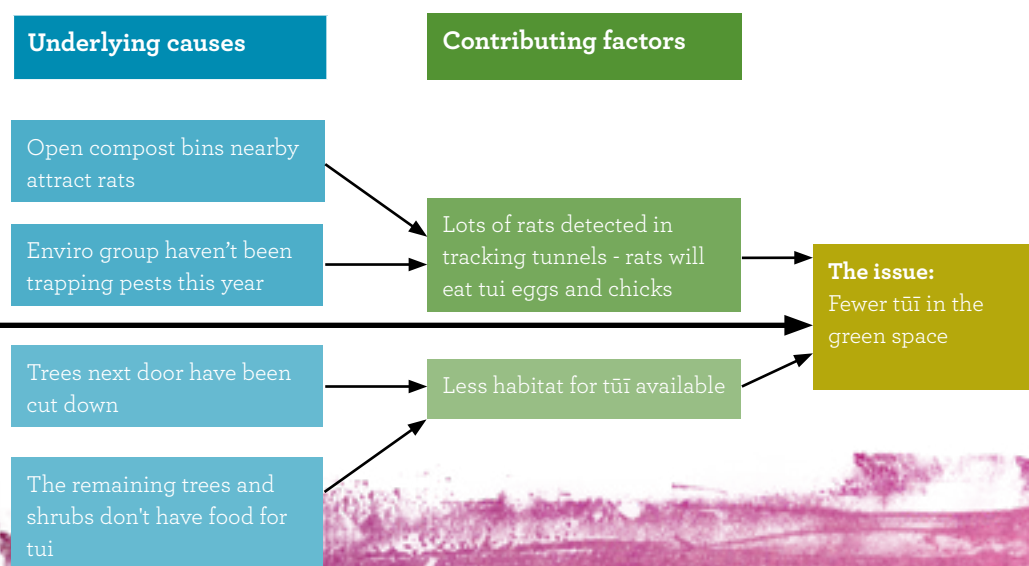 Underlying causes
Contributing factors
Open compost bins nearby
attract rats
Enviro group haven't been
trapping pests this year
Lots of rats detected in
tracking tunnels - rats will
eat tui eggs and chicks
The issue:
Fewer tūī in the
green space
Trees next door have been
cut down
Less habitat for tūī available
The remaining trees and
shrubs don't have food for
tui